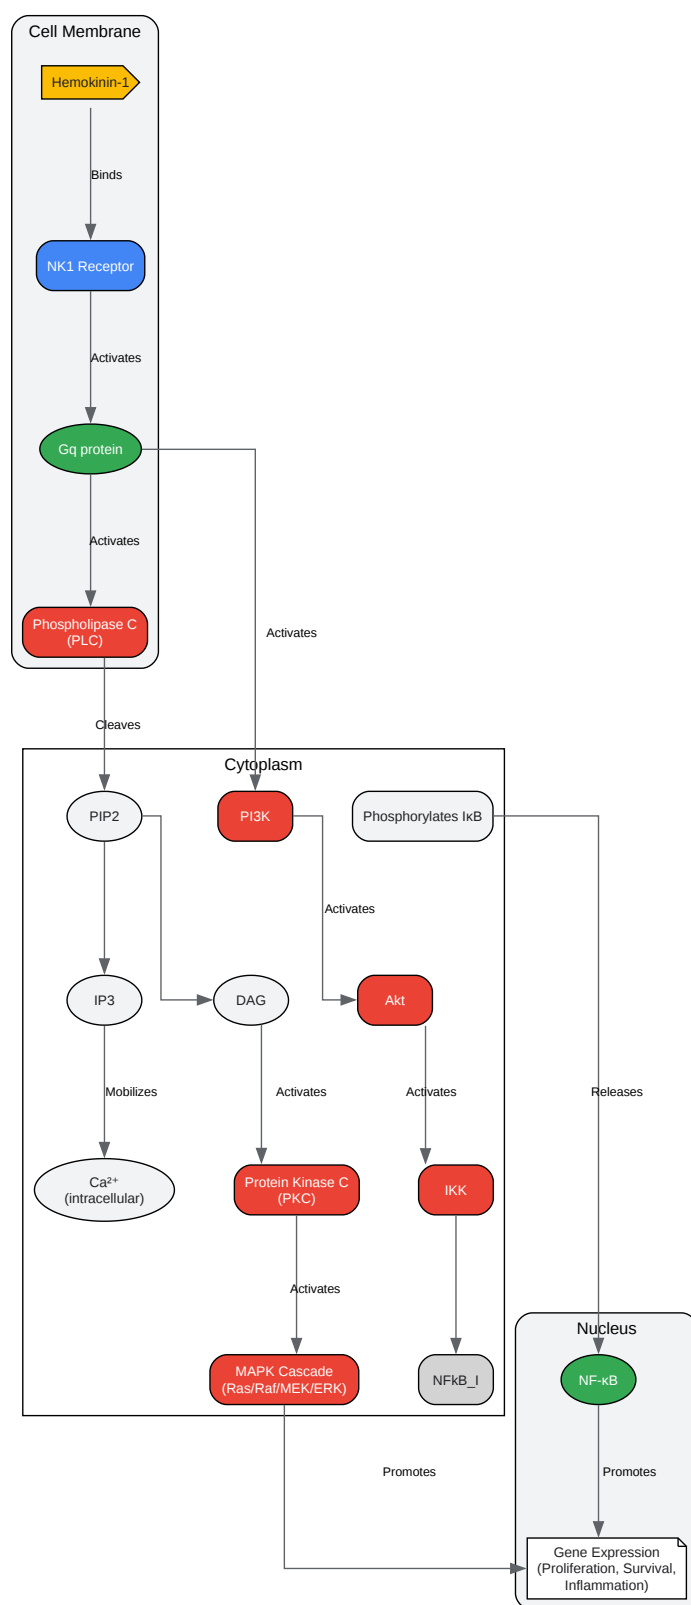 Cell Membrane
Hemokinin-1
Binds
NK1 Receptor
Activates
Gq protein
Activates
Phospholipase C
(PLC)
Activates
Cleaves
Cytoplasm
PIP2
PI3K
Phosphorylates IκB
Activates
IP3
DAG
Akt
Mobilizes
Activates
Activates
Releases
Ca²⁺
(intracellular)
Protein Kinase C
(PKC)
IKK
Activates
Nucleus
MAPK Cascade
(Ras/Raf/MEK/ERK)
NFkB_I
NF-κB
Promotes
Promotes
Gene Expression
(Proliferation, Survival,
Inflammation)